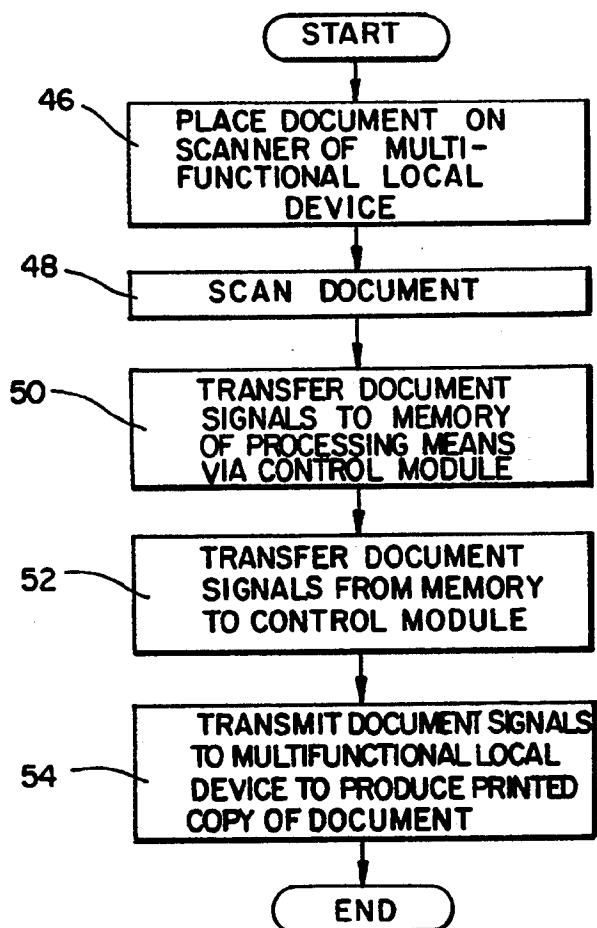 START
46
PLACE DOCUMENT ON
SCANNER OF MULTI-
FUNCTIONAL LOCAL
DEVICE
48
SCAN DOCUMENT
50
TRANSFER DOCUMENT
SIGNALS TO MEMORY
OF PROCESSING MEANS
VIA CONTROL MODULE
52
TRANSFER DOCUMENT
SIGNALS FROM MEMORY
TO CONTROL MODULE
54
TRANSMIT DOCUMENT SIGNALS
TO MULTIFUNCTIONAL LOCAL
DEVICE TO PRODUCE PRINTED
COPY OF DOCUMENT
END